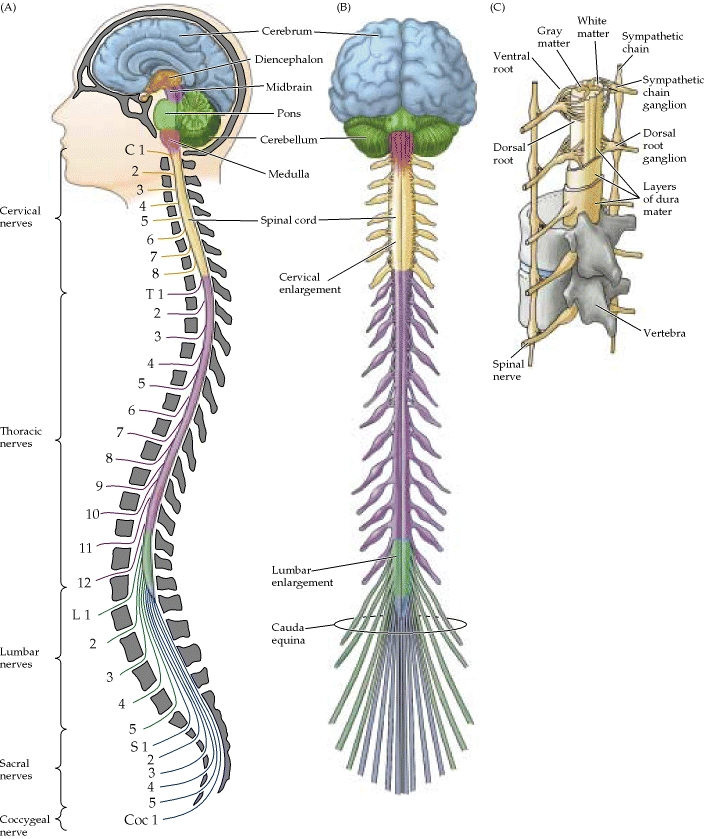 (A)
(B)
(C)
Cerebrum
Diencephalon
Midbrain
Pons
Cerebellum
Medulla
Spinal cord
Cervical
enlargement
Lumbar
enlargement
Cauda
equina
Cervical
nerves
Thoracic
nerves
Lumbar
nerves
Sacral
nerves
Coccygeal
nerve
C 1
2
3
4
5
6
7
8
T 1
2
3
4
5
6
7
8
9
10
11
12
L 1
2
3
4
5
S 1
2
3
4
5
Coc 1
Gray
matter
White
matter
Sympathetic
chain
Ventral
root
Sympathetic
chain
ganglion
Dorsal
root
Dorsal
root
ganglion
Layers
of dura
mater
Vertebra
Spinal
nerve